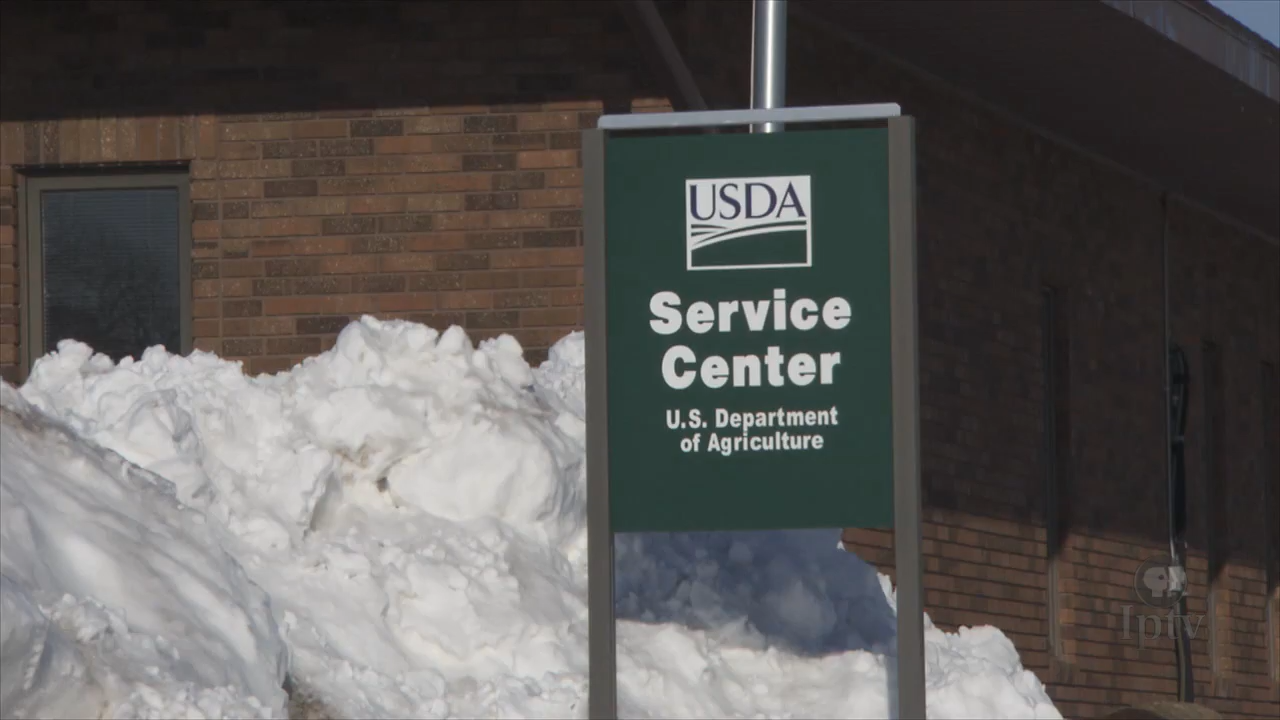 USDA
Service
Center
U.S. Department
of Agriculture
Iptv